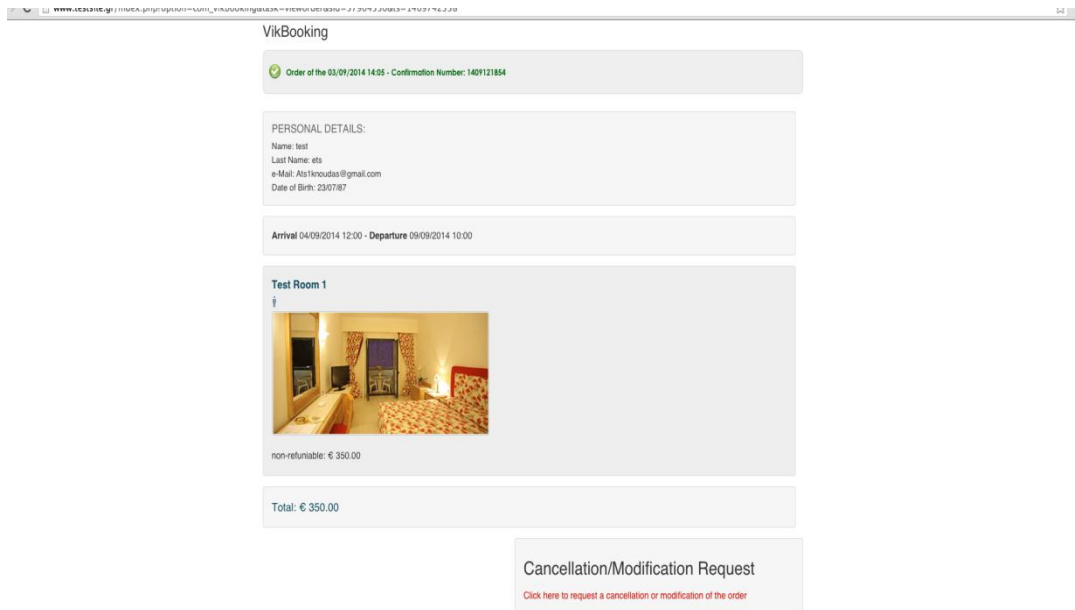 VikBooking
Order of the 03/09/2014 14:05 - Confirmation Number: 1409121854
PERSONAL DETAILS:
Name: test
Last Name: ets
e-Mail: Ats1knoudas@gmail.com
Date of Birth: 23/07/87
Arrival 04/09/2014 12:00 - Departure 09/09/2014 10:00
Test Room 1
non-refuniable: € 350.00
Total: € 350.00
Cancellation/Modification Request
Click here to request a cancellation or modification of the order